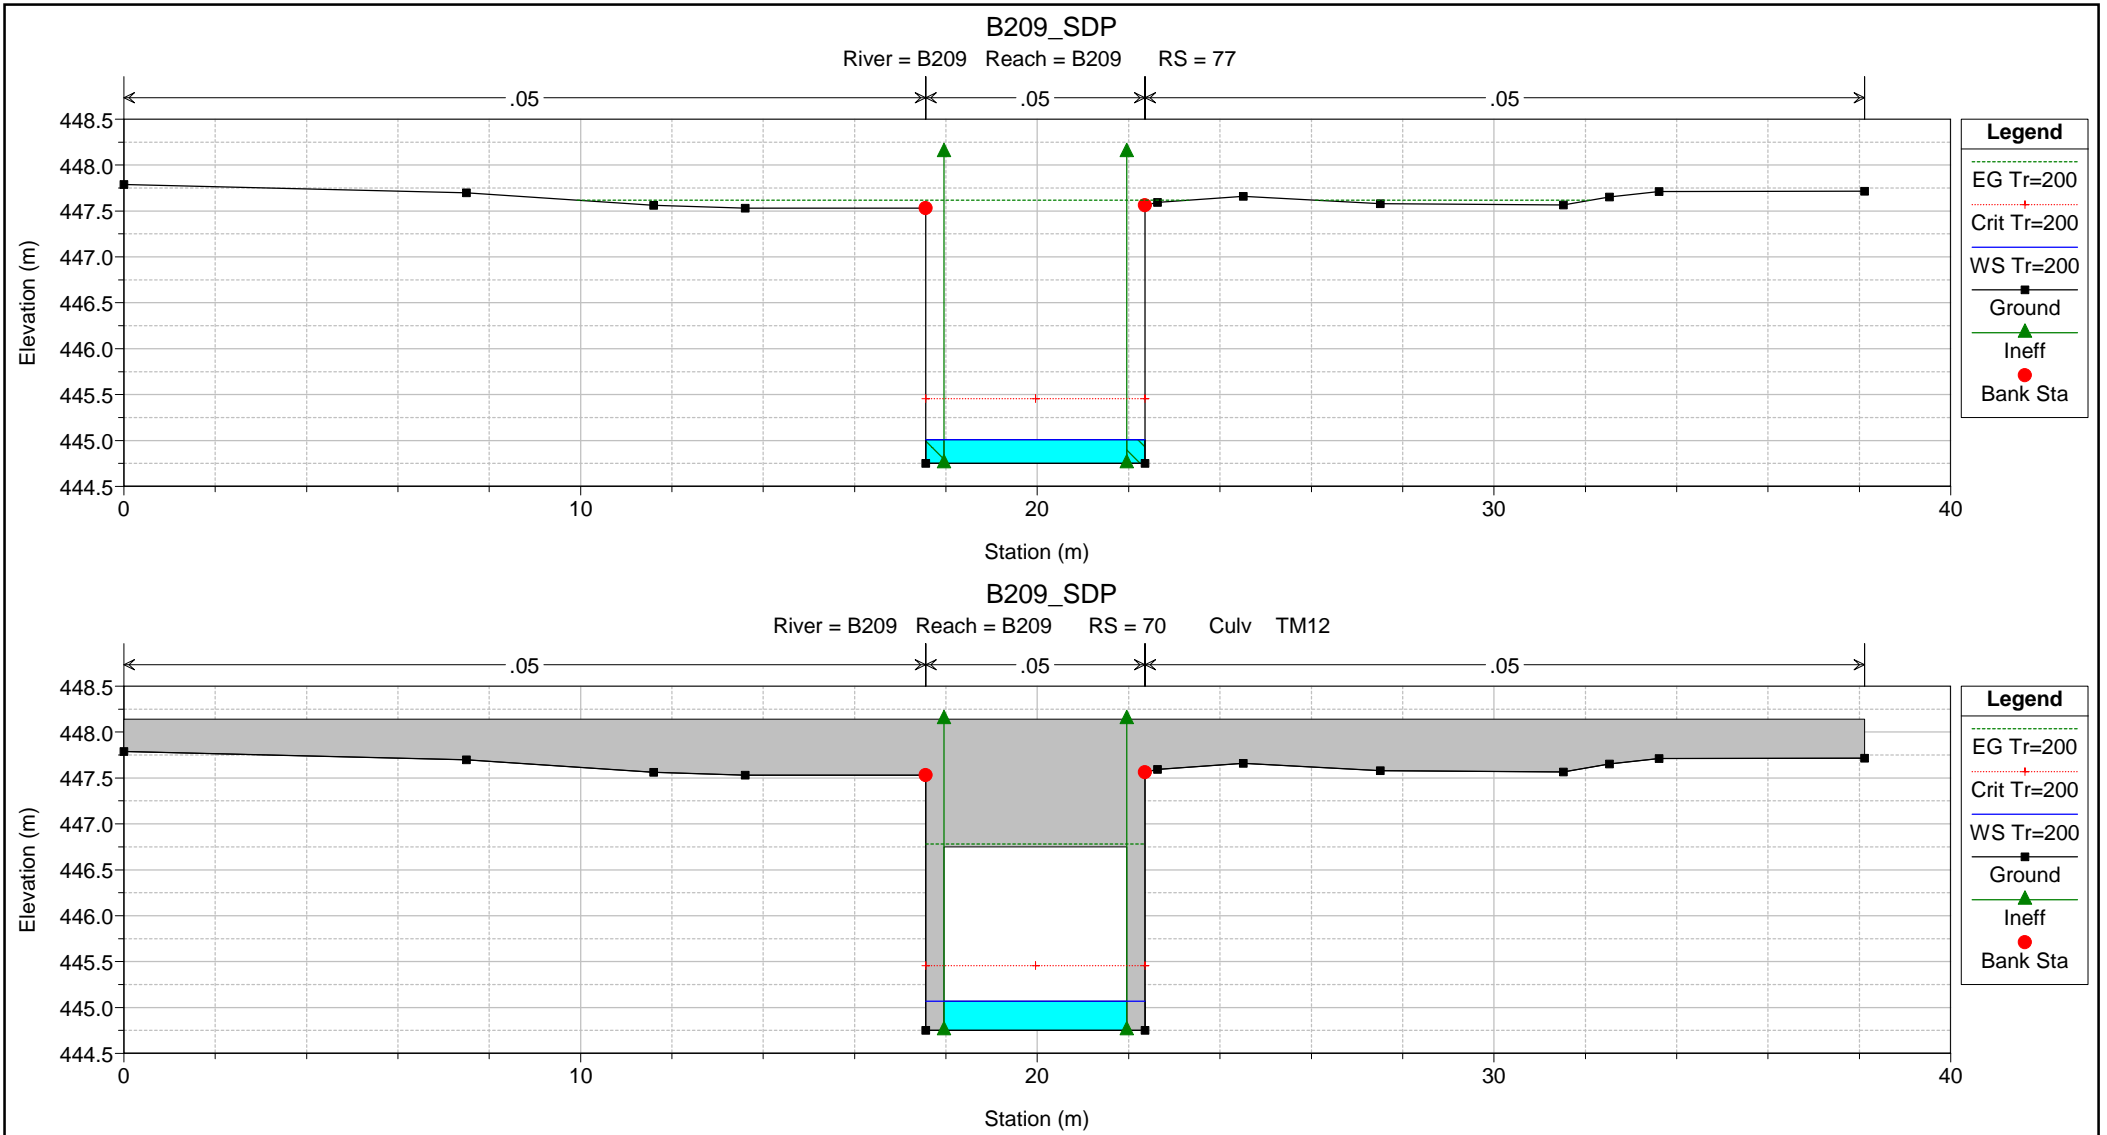 B209_SDP
River = B209 Reach = B209 RS = 77
.05 .05 .05
448.5
448.0
447.5
447.0
446.5
446.0
445.5
445.0
444.5
Elevation (m)
0 10 20 30 40
Station (m)
Legend
EG Tr=200
Crit Tr=200
WS Tr=200
Ground
Ineff
Bank Sta
B209_SDP
River = B209 Reach = B209 RS = 70 Culv TM12
.05 .05 .05
448.5
448.0
447.5
447.0
446.5
446.0
445.5
445.0
444.5
Elevation (m)
0 10 20 30 40
Station (m)
Legend
EG Tr=200
Crit Tr=200
WS Tr=200
Ground
Ineff
Bank Sta